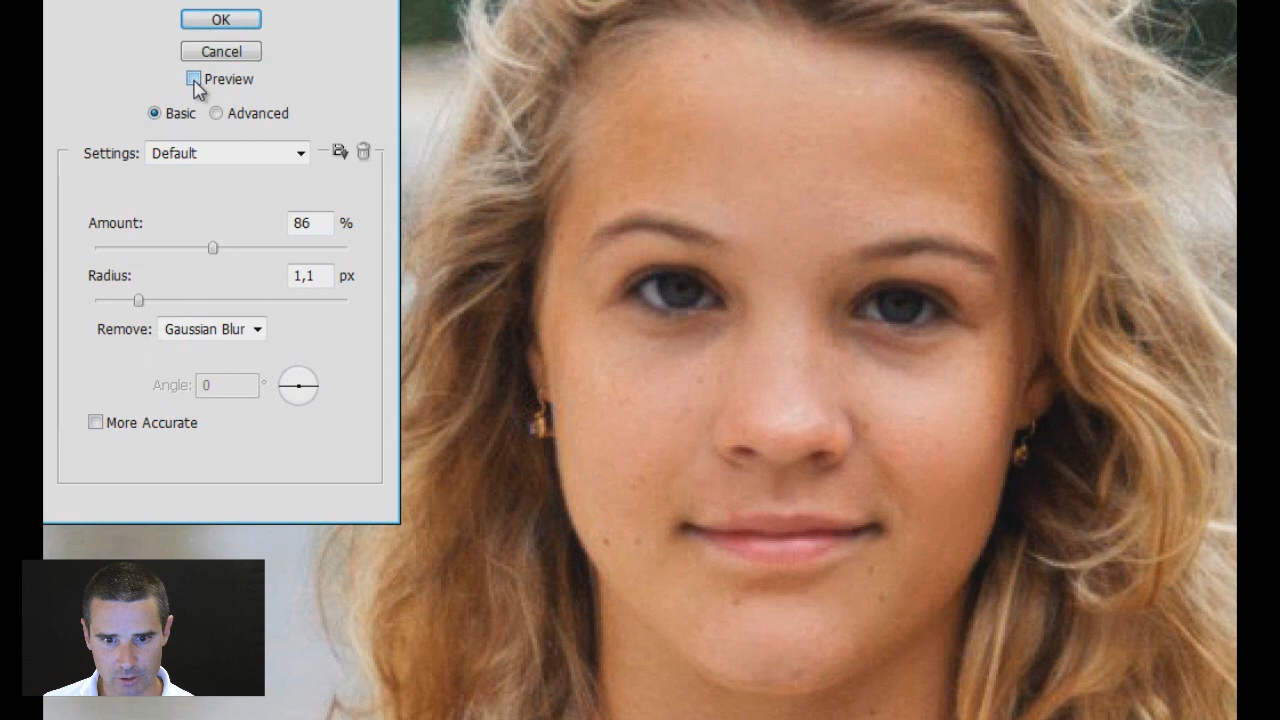 OK
Cancel
Preview
Basic Advanced
Settings: Default
Amount: 86 %
Radius: 1,1 px
Remove: Gaussian Blur
Angle: 0 °
More Accurate